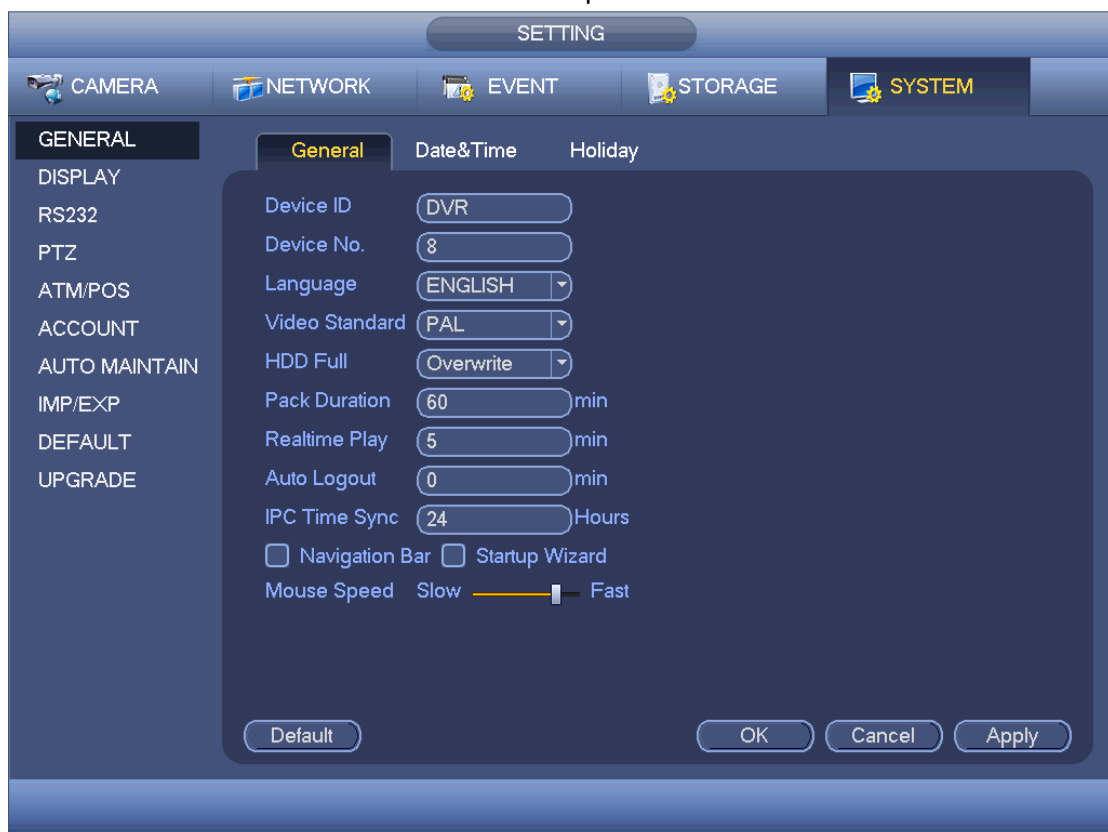 SETTING
CAMERA NETWORK EVENT STORAGE SYSTEM
GENERAL
DISPLAY
RS232
PTZ
ATM/POS
ACCOUNT
AUTO MAINTAIN
IMP/EXP
DEFAULT
UPGRADE
General Date&Time Holiday
Device ID DVR
Device No. 8
Language ENGLISH
Video Standard PAL
HDD Full Overwrite
Pack Duration 60 min
Realtime Play 5 min
Auto Logout 0 min
IPC Time Sync 24 Hours
Navigation Bar Startup Wizard
Mouse Speed Slow Fast
Default OK Cancel Apply